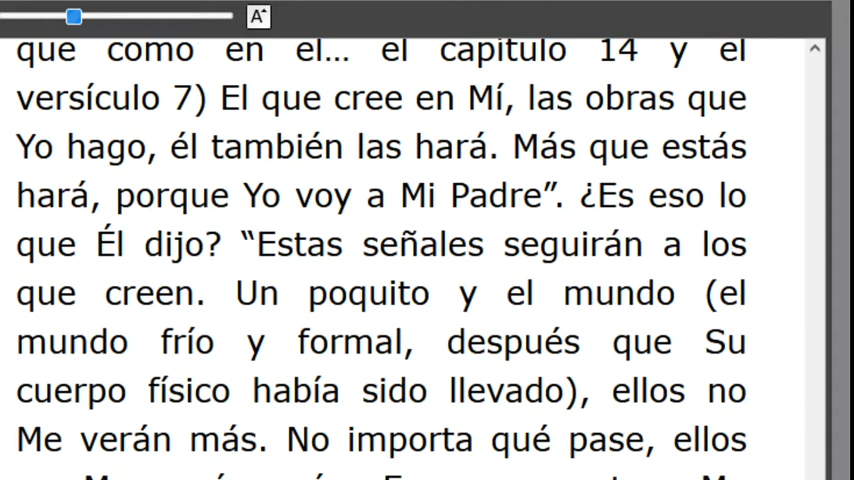 A
que como en el... el capítulo 14 y el
versículo 7) El que cree en Mí, las obras que
Yo hago, él también las hará. Más que estás
hará, porque Yo voy a Mi Padre”. ¿Es eso lo
que Él dijo? “Estas señales seguirán a los
que creen. Un poquito y el mundo (el
mundo frío y formal, después que Su
cuerpo físico había sido llevado), ellos no
Me verán más. No importa qué pase, ellos